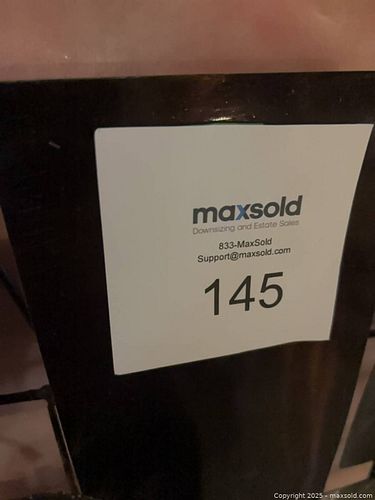 maxsold
Downsizing and Estate Sales
833-MaxSold
Support@maxsold.com
145
Copyright 2025 - maxsold.com